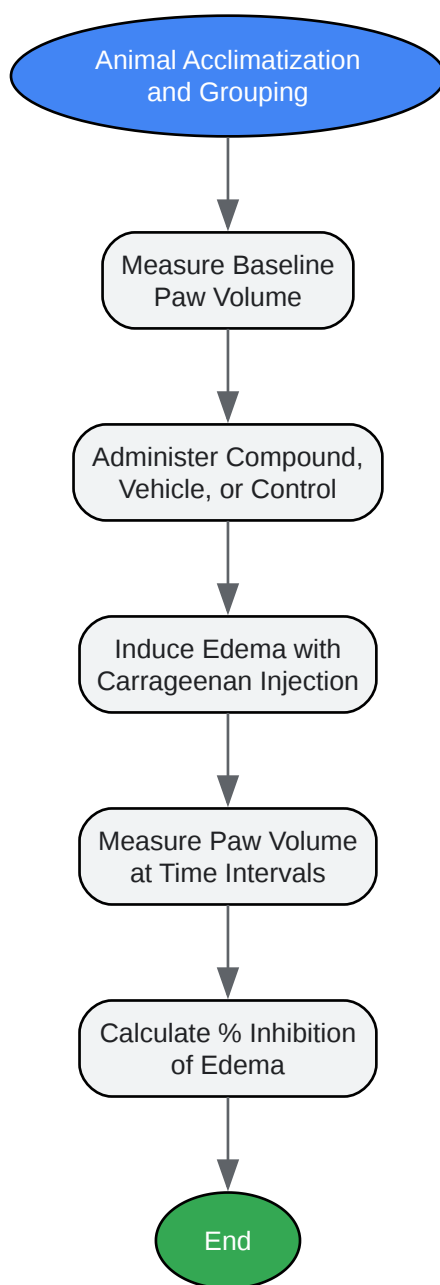 Animal Acclimatization
and Grouping
Measure Baseline
Paw Volume
Administer Compound,
Vehicle, or Control
Induce Edema with
Carrageenan Injection
Measure Paw Volume
at Time Intervals
Calculate % Inhibition
of Edema
End